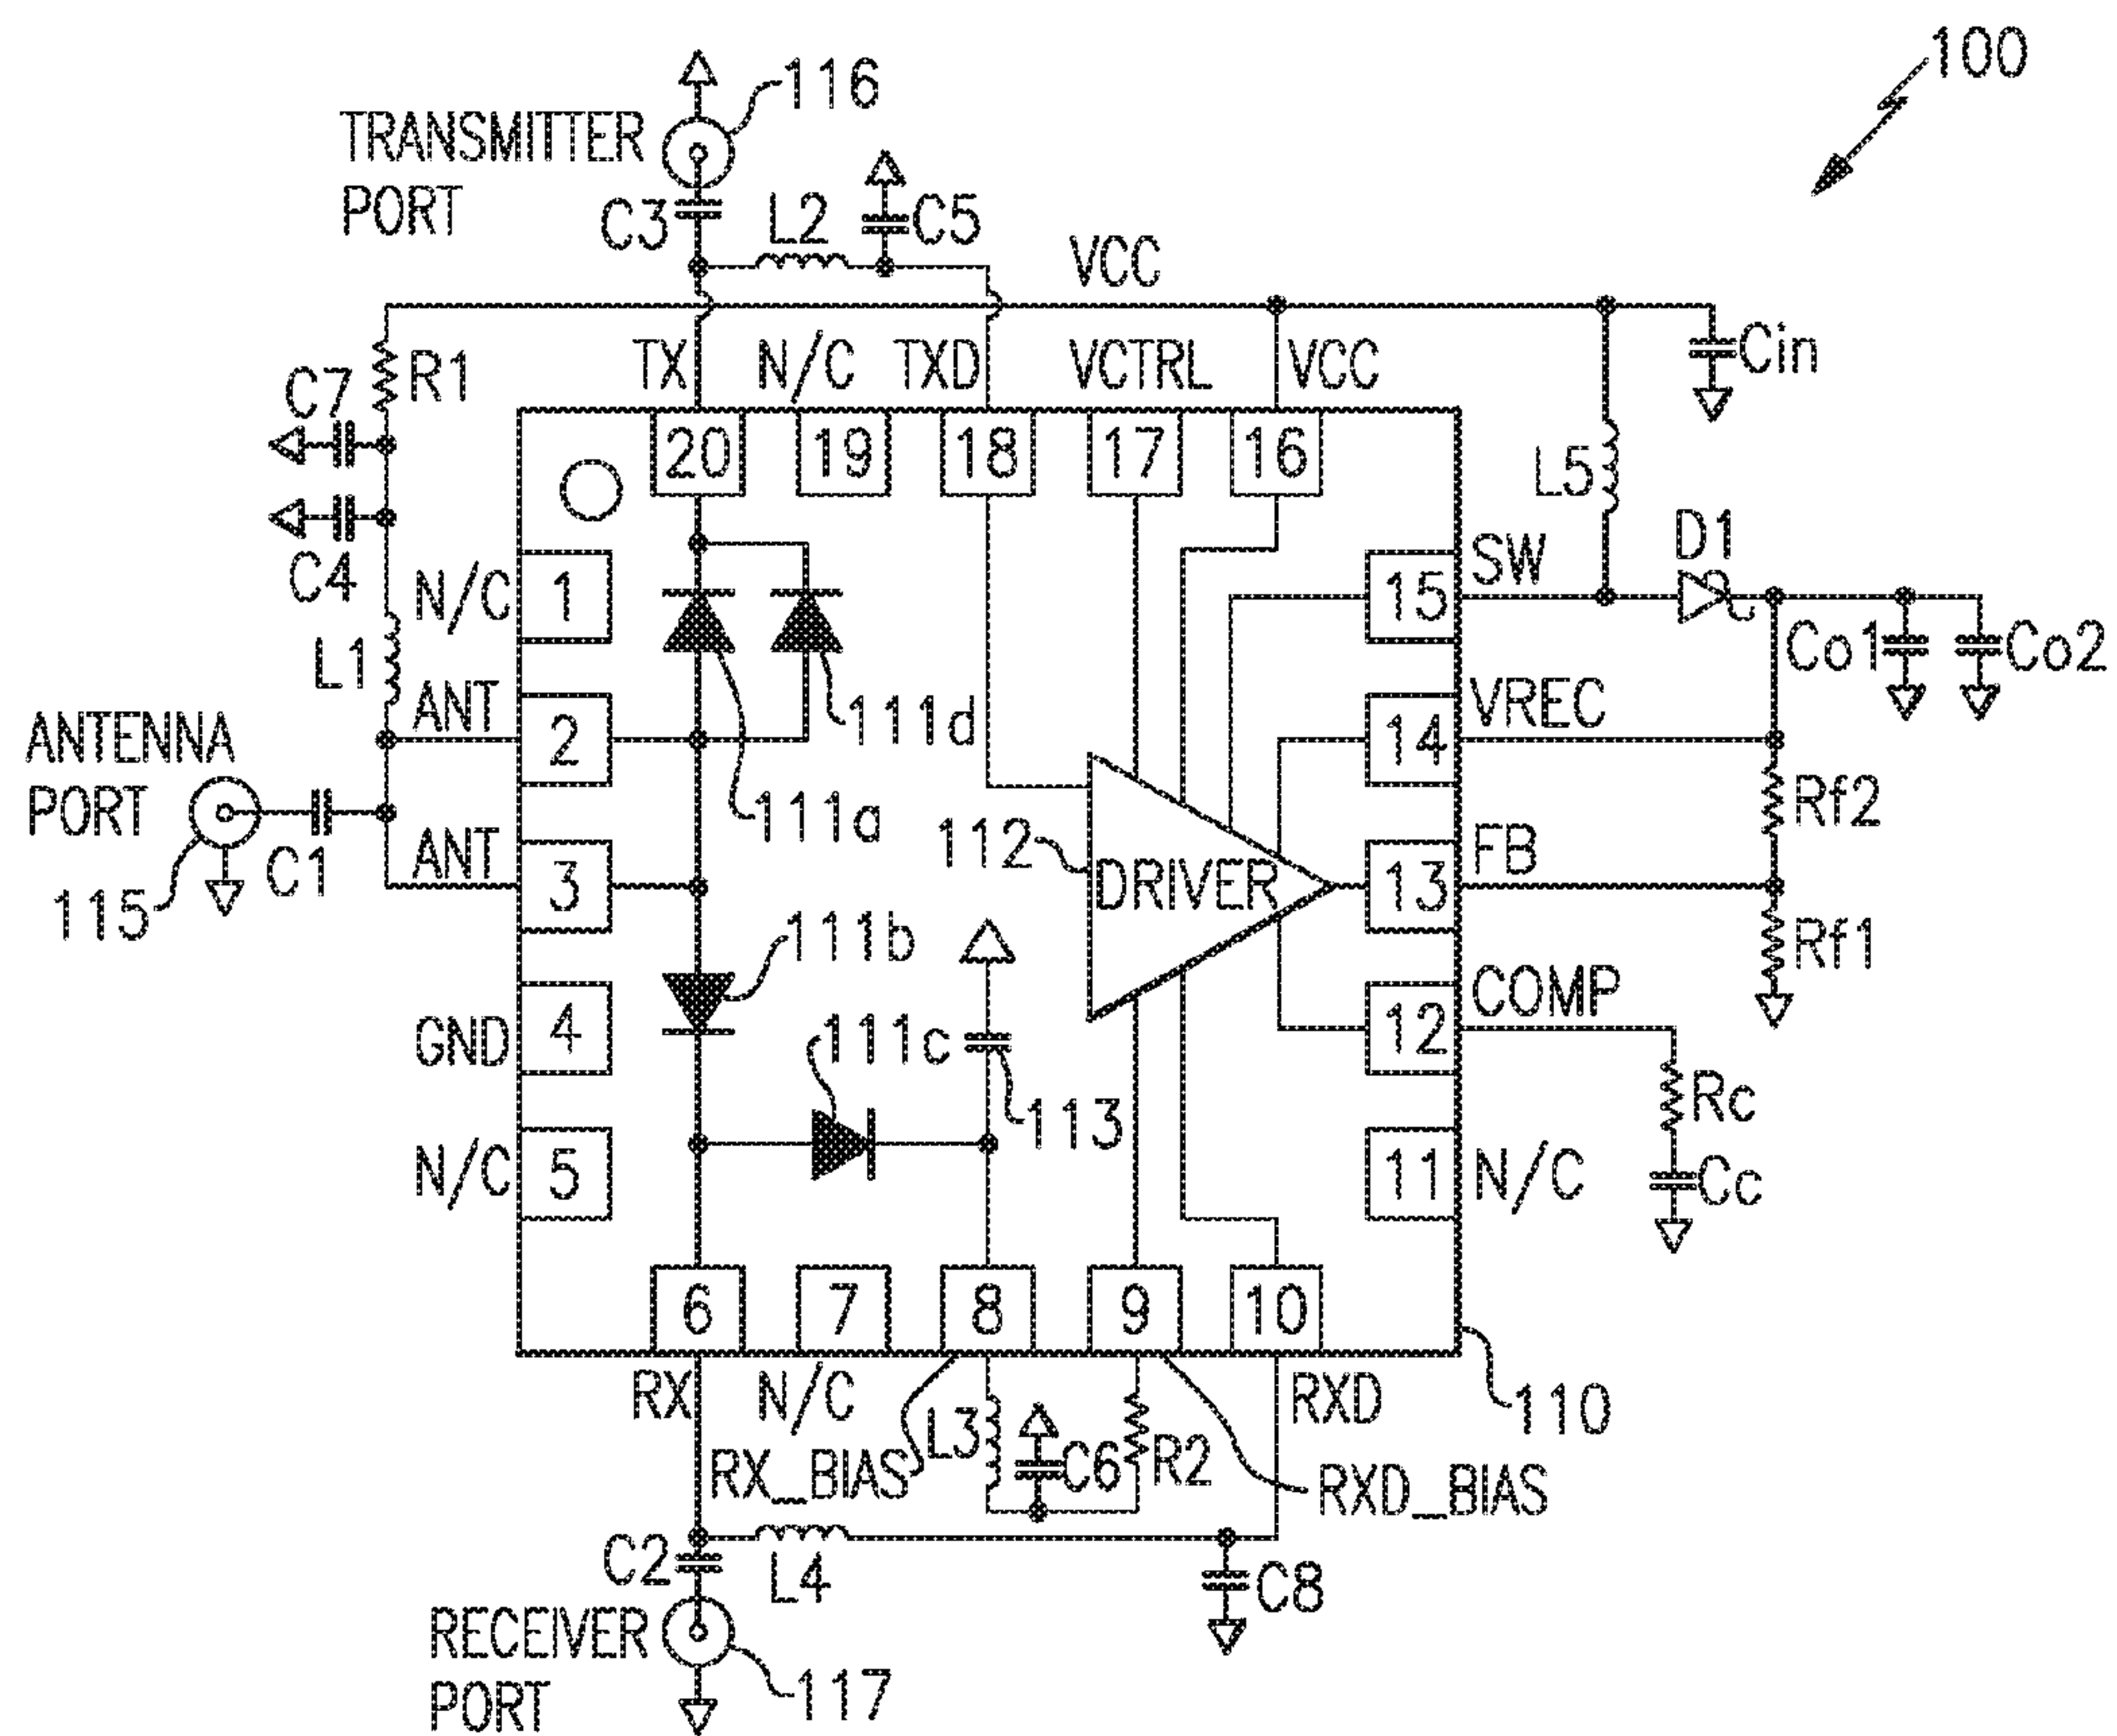 100
116
TRANSMITTER
PORT
C3
L2
C5
VCC
R1
C7
C4
L1
TX
N/C
TXD
VCTRL
VCC
Cin
20
19
18
17
16
L5
D1
N/C
1
15
SW
Co1
Co2
ANT
2
111d
14
VREC
ANTENNA
PORT
115
C1
111a
Rf2
ANT
3
112
DRIVER
13
FB
111b
Rf1
GND
4
111c
113
12
COMP
Rc
Cc
N/C
5
11
N/C
6
7
8
9
10
110
RX
N/C
RX_BIAS
L3
C6
R2
RXD
RXD_BIAS
C2
L4
C8
RECEIVER
PORT
117